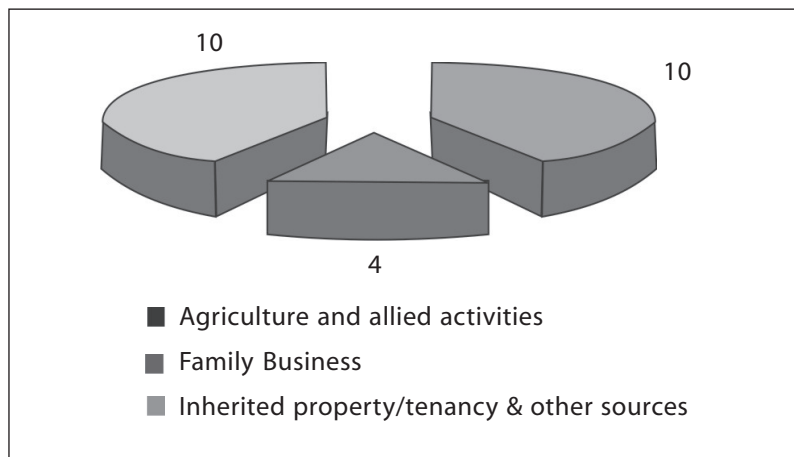 10
10
4
Agriculture and allied activities
Family Business
Inherited property/tenancy & other sources